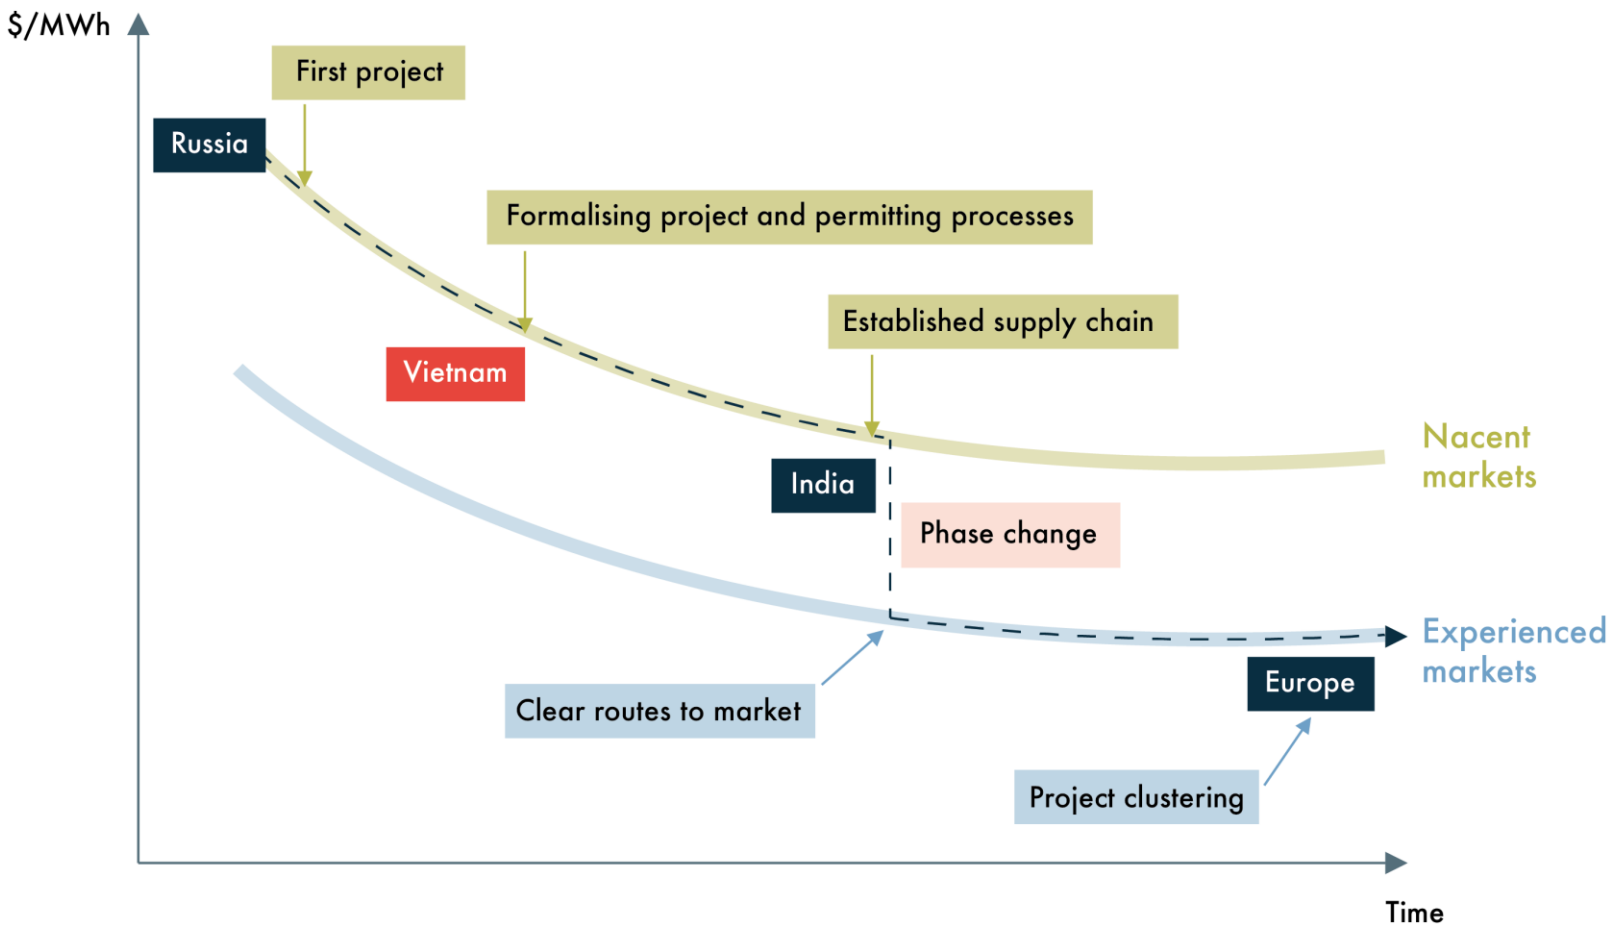 $/MWh
First project
Russia
Formalising project and permitting processes
Established supply chain
Vietnam
Nacent
markets
India
Phase change
Experienced
markets
Europe
Clear routes to market
Project clustering
Time